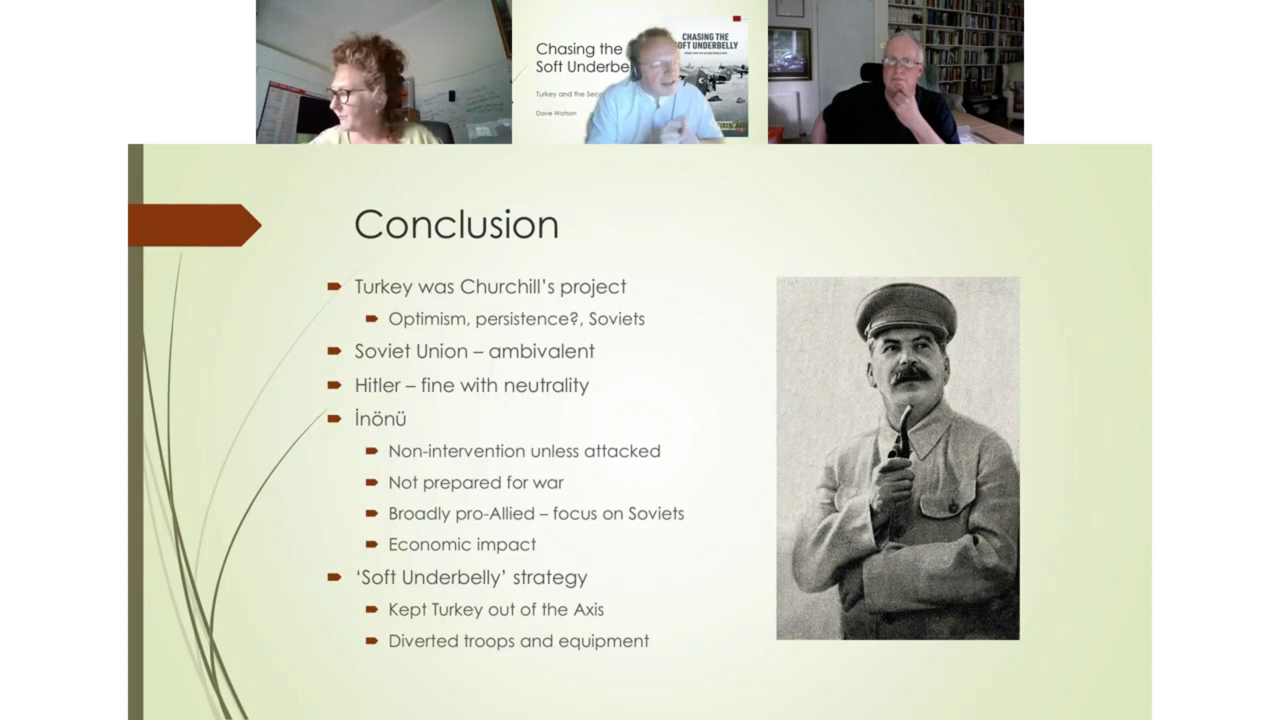 Chasing the
Soft Underbe
Turkey and the Sec
Dave Watson
CHASING THE
OFT UNDERBELLY
Conclusion
Turkey was Churchill's project
Optimism, persistence?, Soviets
Soviet Union – ambivalent
Hitler – fine with neutrality
İnönü
Non-intervention unless attacked
Not prepared for war
Broadly pro-Allied – focus on Soviets
Economic impact
‘Soft Underbelly’ strategy
Kept Turkey out of the Axis
Diverted troops and equipment